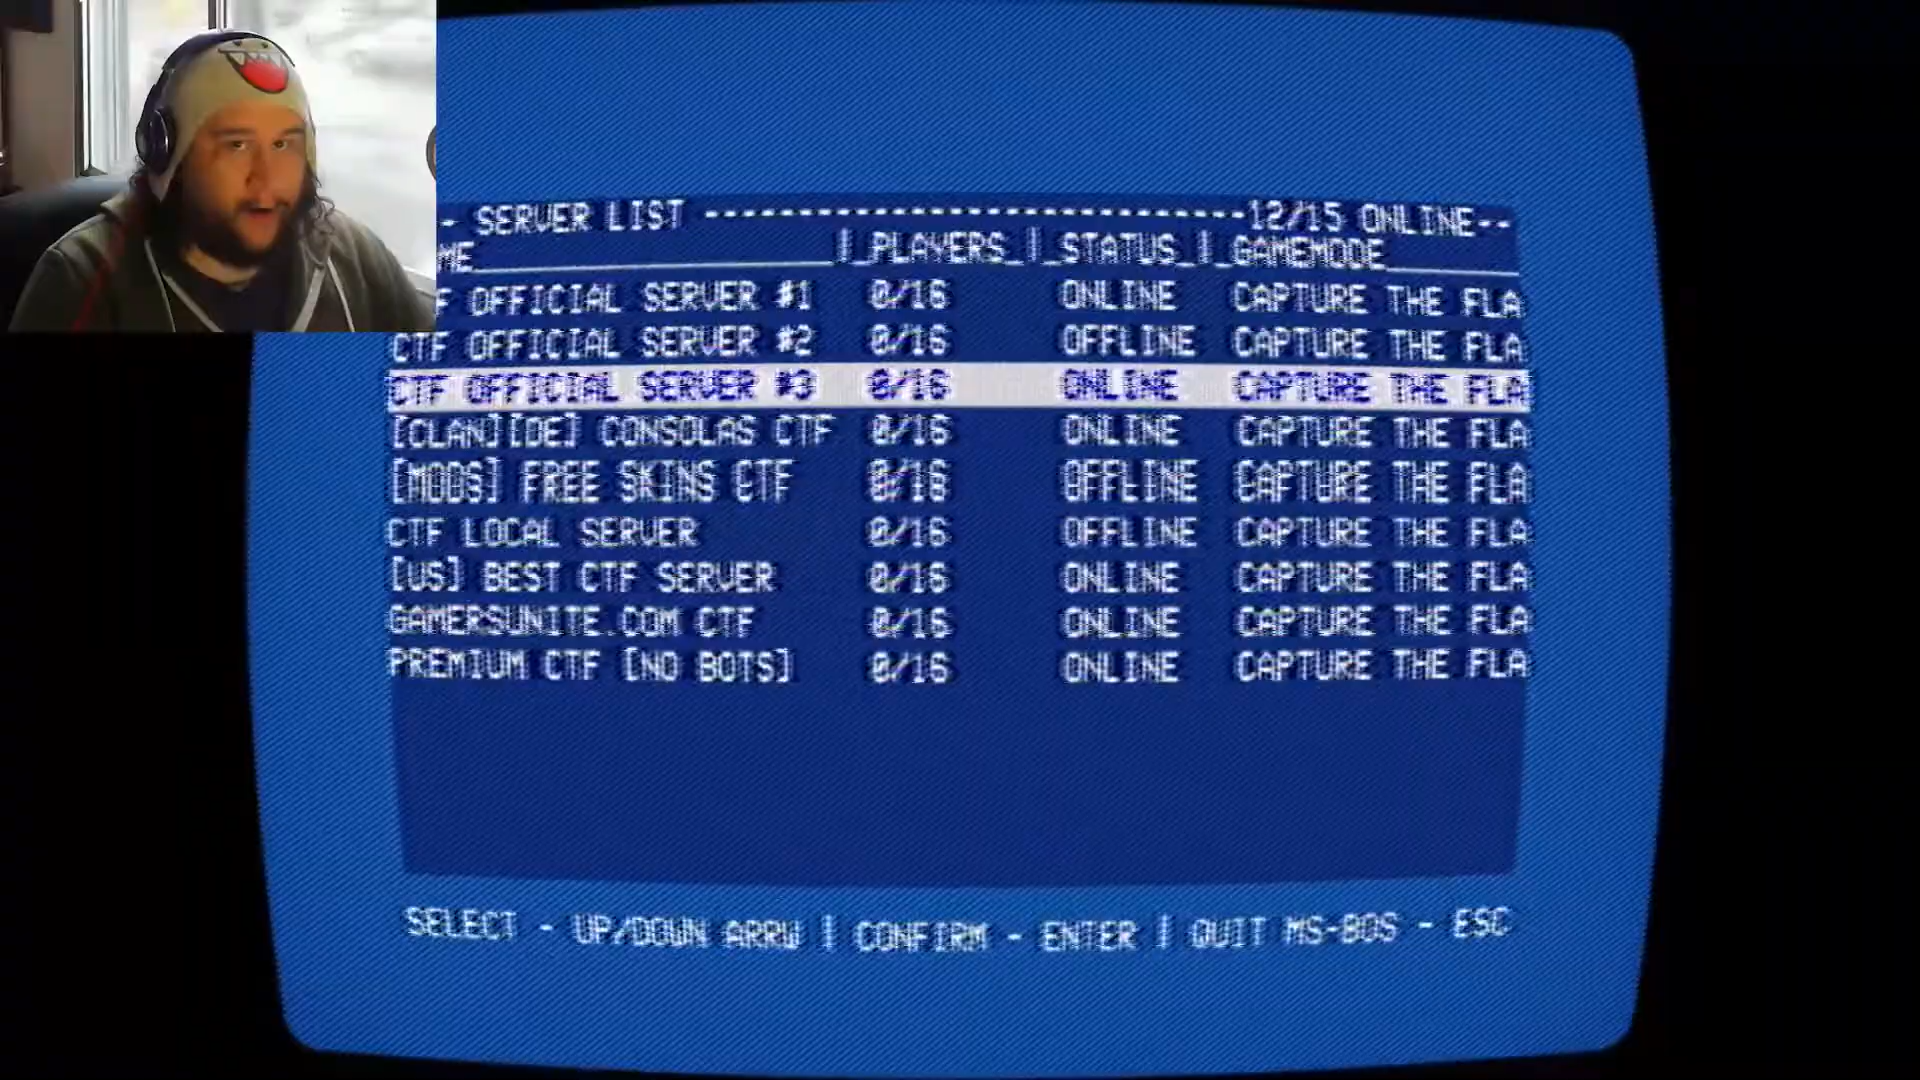 - SERVER LIST -----------------------------12/15 ONLINE--
ME | PLAYERS | STATUS | GAMEMODE
F OFFICIAL SERVER #1 0/16 ONLINE CAPTURE THE FLA
CTF OFFICIAL SERVER #2 0/16 OFFLINE CAPTURE THE FLA
CTF OFFICIAL SERVER #3 0/16 ONLINE CAPTURE THE FLA
[CLAN][DE] CONSOLAS CTF 0/16 ONLINE CAPTURE THE FLA
[MODS] FREE SKINS CTF 0/16 OFFLINE CAPTURE THE FLA
CTF LOCAL SERVER 0/16 OFFLINE CAPTURE THE FLA
[US] BEST CTF SERVER 0/16 ONLINE CAPTURE THE FLA
GAMERSUNITE.COM CTF 0/16 ONLINE CAPTURE THE FLA
PREMIUM CTF [NO BOTS] 0/16 ONLINE CAPTURE THE FLA
SELECT - UP/DOWN ARRW | CONFIRM - ENTER | QUIT MS-BOS - ESC